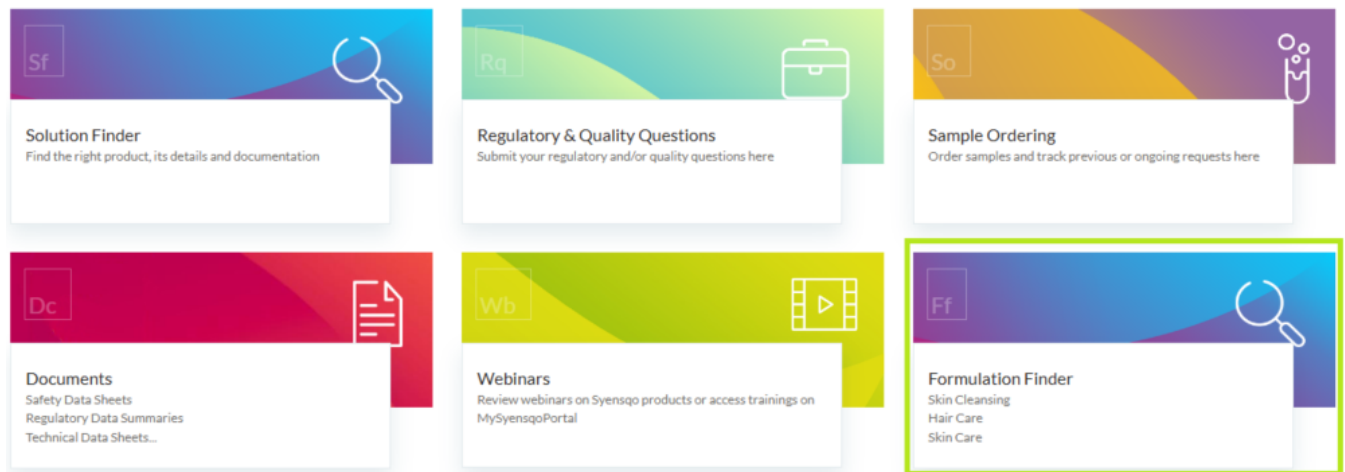 Sf
Solution Finder
Find the right product, its details and documentation
Rq
Regulatory & Quality Questions
Submit your regulatory and/or quality questions here
So
Sample Ordering
Order samples and track previous or ongoing requests here
Dc
Documents
Safety Data Sheets
Regulatory Data Summaries
Technical Data Sheets...
Wb
Webinars
Review webinars on Syensqo products or access trainings on
MySyensqoPortal
Ff
Formulation Finder
Skin Cleansing
Hair Care
Skin Care